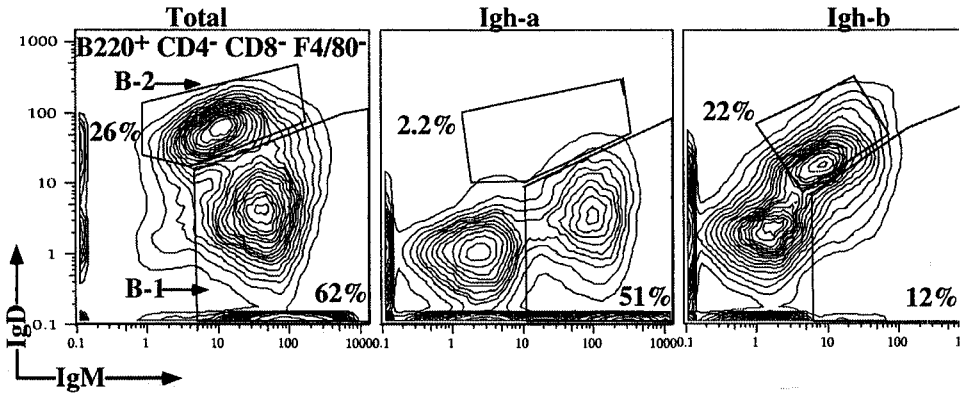 Total Igh-a Igh-b
1000
B220+ CD4- CD8- F4/80-
B-2
100
26% 2.2% 22%
10
1
B-1
62% 51% 12%
0.1
0.1 1 10 100 1000 1 10 100 1000 0.1 1 10 100 1000
IgD
IgM